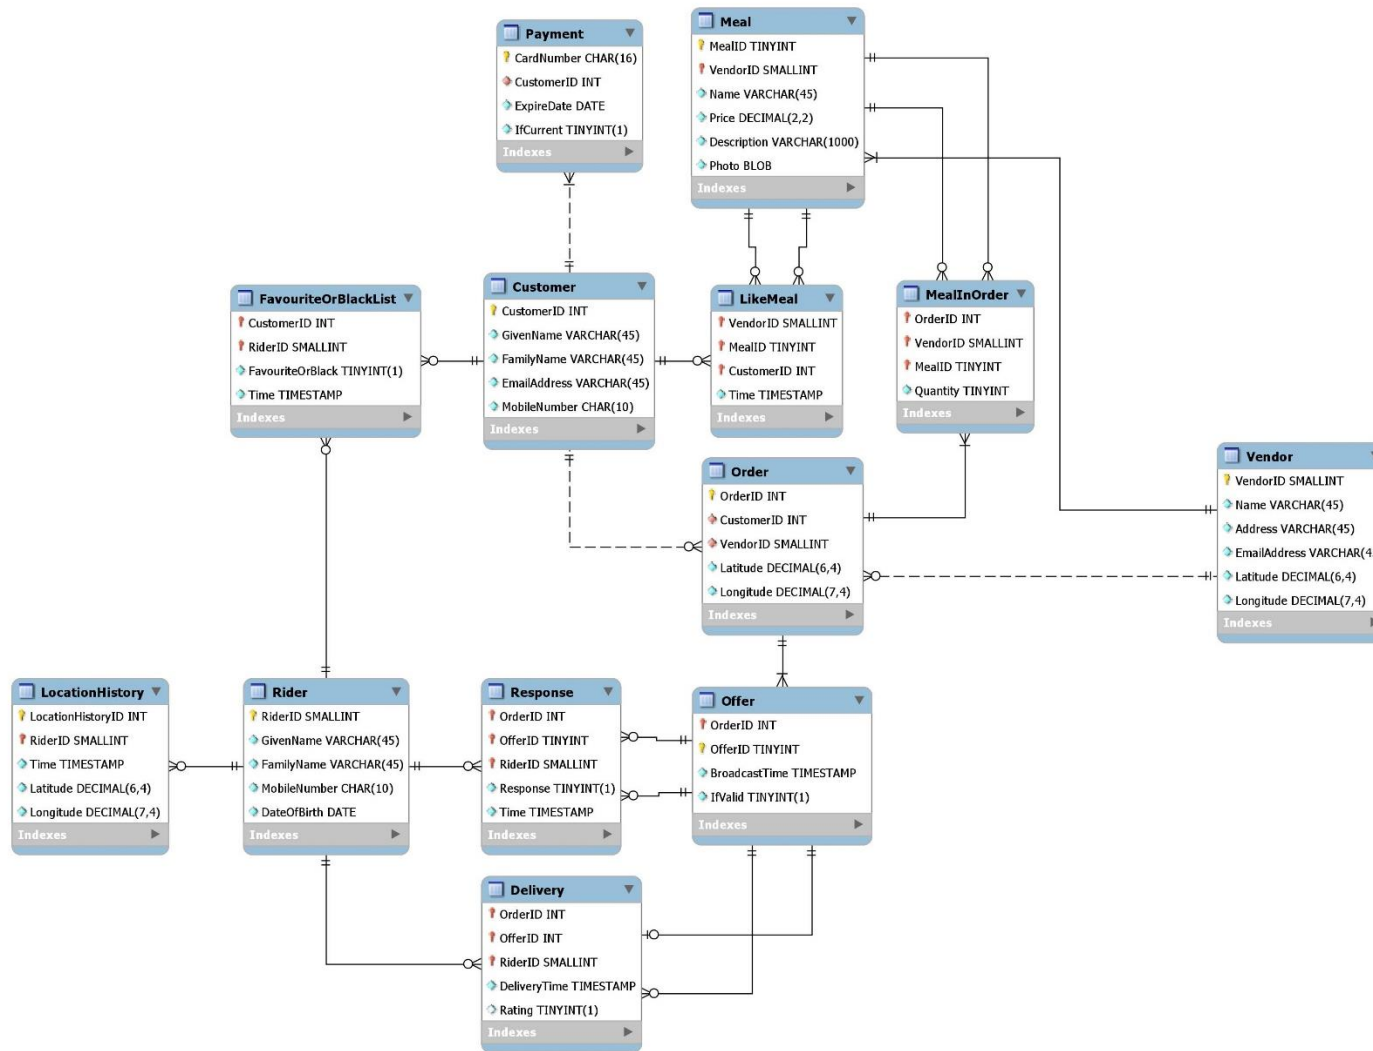 Payment
CardNumber CHAR(16)
CustomerID INT
ExpireDate DATE
IfCurrent TINYINT(1)
Indexes
Meal
MealID TINYINT
VendorID SMALLINT
Name VARCHAR(45)
Price DECIMAL(2,2)
Description VARCHAR(1000)
Photo BLOB
Indexes
FavouriteOrBlackList
CustomerID INT
RiderID SMALLINT
FavouriteOrBlack TINYINT(1)
Time TIMESTAMP
Indexes
Customer
CustomerID INT
GivenName VARCHAR(45)
FamilyName VARCHAR(45)
EmailAddress VARCHAR(45)
MobileNumber CHAR(10)
Indexes
LikeMeal
VendorID SMALLINT
MealID TINYINT
CustomerID INT
Time TIMESTAMP
Indexes
MealInOrder
OrderID INT
VendorID SMALLINT
MealID TINYINT
Quantity TINYINT
Indexes
Order
OrderID INT
CustomerID INT
VendorID SMALLINT
Latitude DECIMAL(6,4)
Longitude DECIMAL(7,4)
Indexes
Vendor
VendorID SMALLINT
Name VARCHAR(45)
Address VARCHAR(45)
EmailAddress VARCHAR(4
Latitude DECIMAL(6,4)
Longitude DECIMAL(7,4)
Indexes
LocationHistory
LocationHistoryID INT
RiderID SMALLINT
Time TIMESTAMP
Latitude DECIMAL(6,4)
Longitude DECIMAL(7,4)
Indexes
Rider
RiderID SMALLINT
GivenName VARCHAR(45)
FamilyName VARCHAR(45)
MobileNumber CHAR(10)
DateOfBirth DATE
Indexes
Response
OrderID INT
OfferID TINYINT
RiderID SMALLINT
Response TINYINT(1)
Time TIMESTAMP
Indexes
Offer
OrderID INT
OfferID TINYINT
BroadcastTime TIMESTAMP
IfValid TINYINT(1)
Indexes
Delivery
OrderID INT
OfferID INT
RiderID SMALLINT
DeliveryTime TIMESTAMP
Rating TINYINT(1)
Indexes